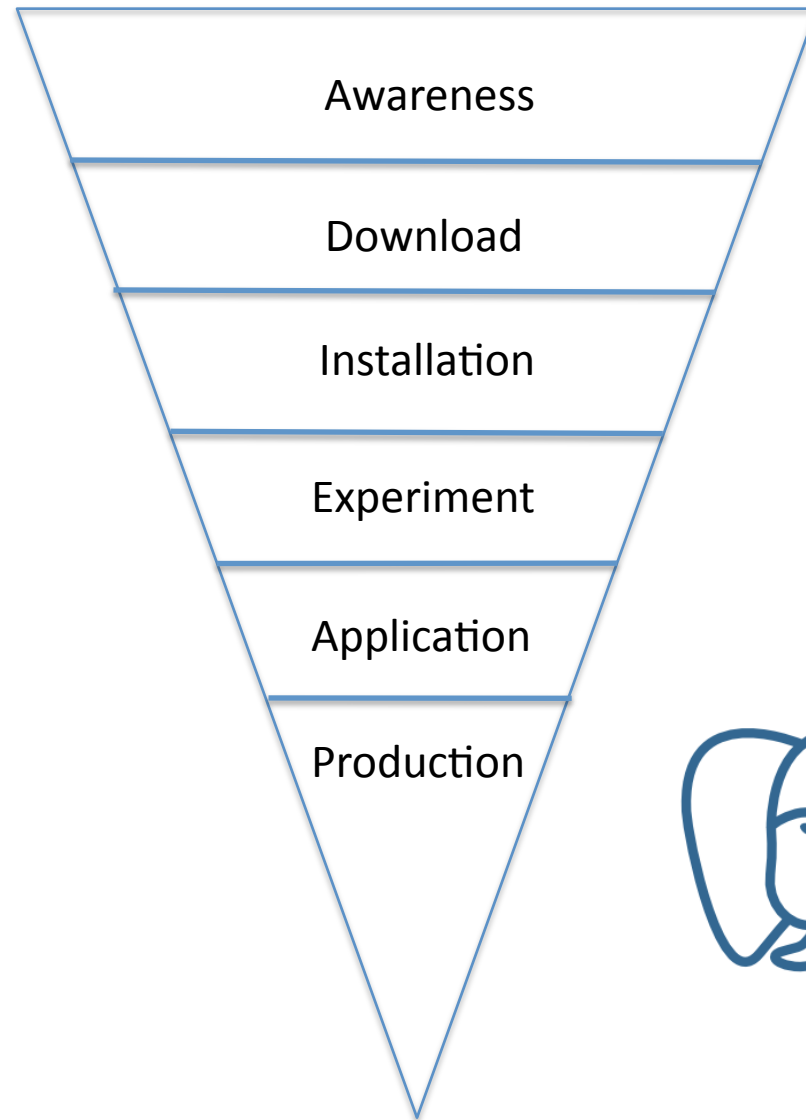 Awareness
Download
Installation
Experiment
Application
Production